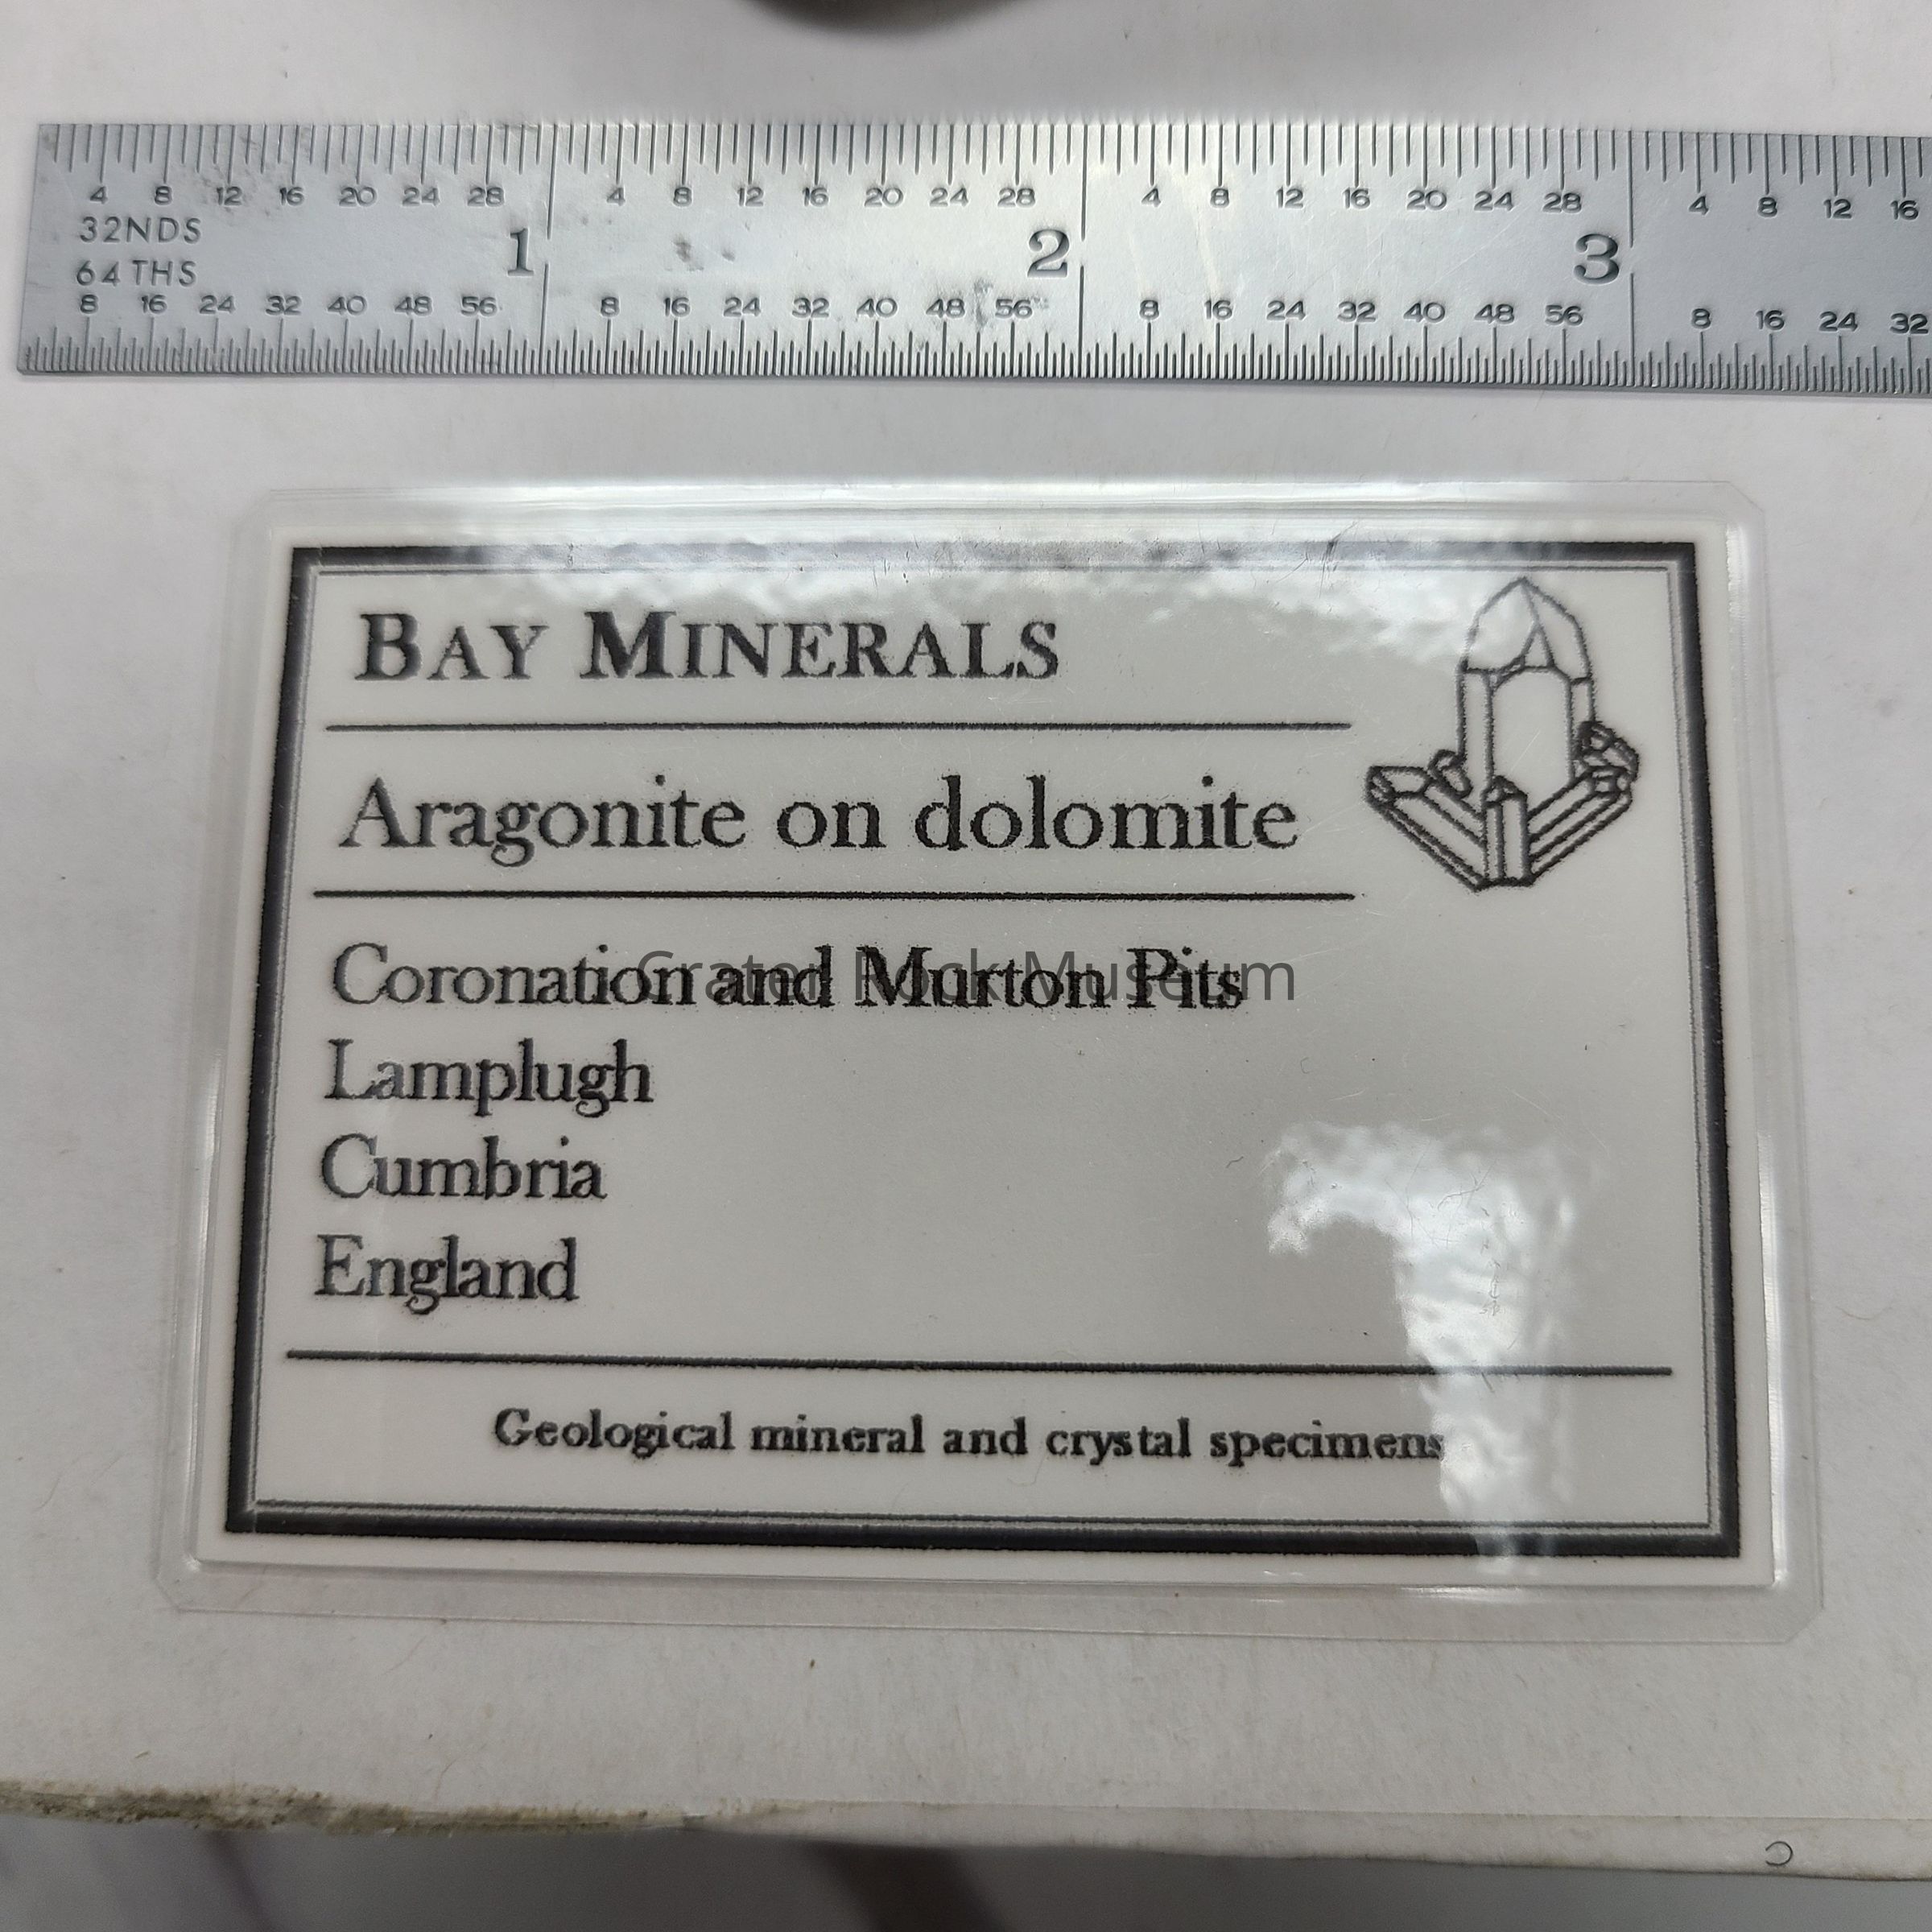 4 8 12 16 20 24 28 4 8 12 16 20 24 28 4 8 12 16 20 24 28 4 8 12 16
32NDS
1 2 3
64THS
8 16 24 32 40 48 56 8 16 24 32 40 48 56 8 16 24 32 40 48 56 8 16 24 32
BAY MINERALS
Aragonite on dolomite
Coronation and Murton Pits
Crater Rock Museum
Lamplugh
Cumbria
England
Geological mineral and crystal specimens